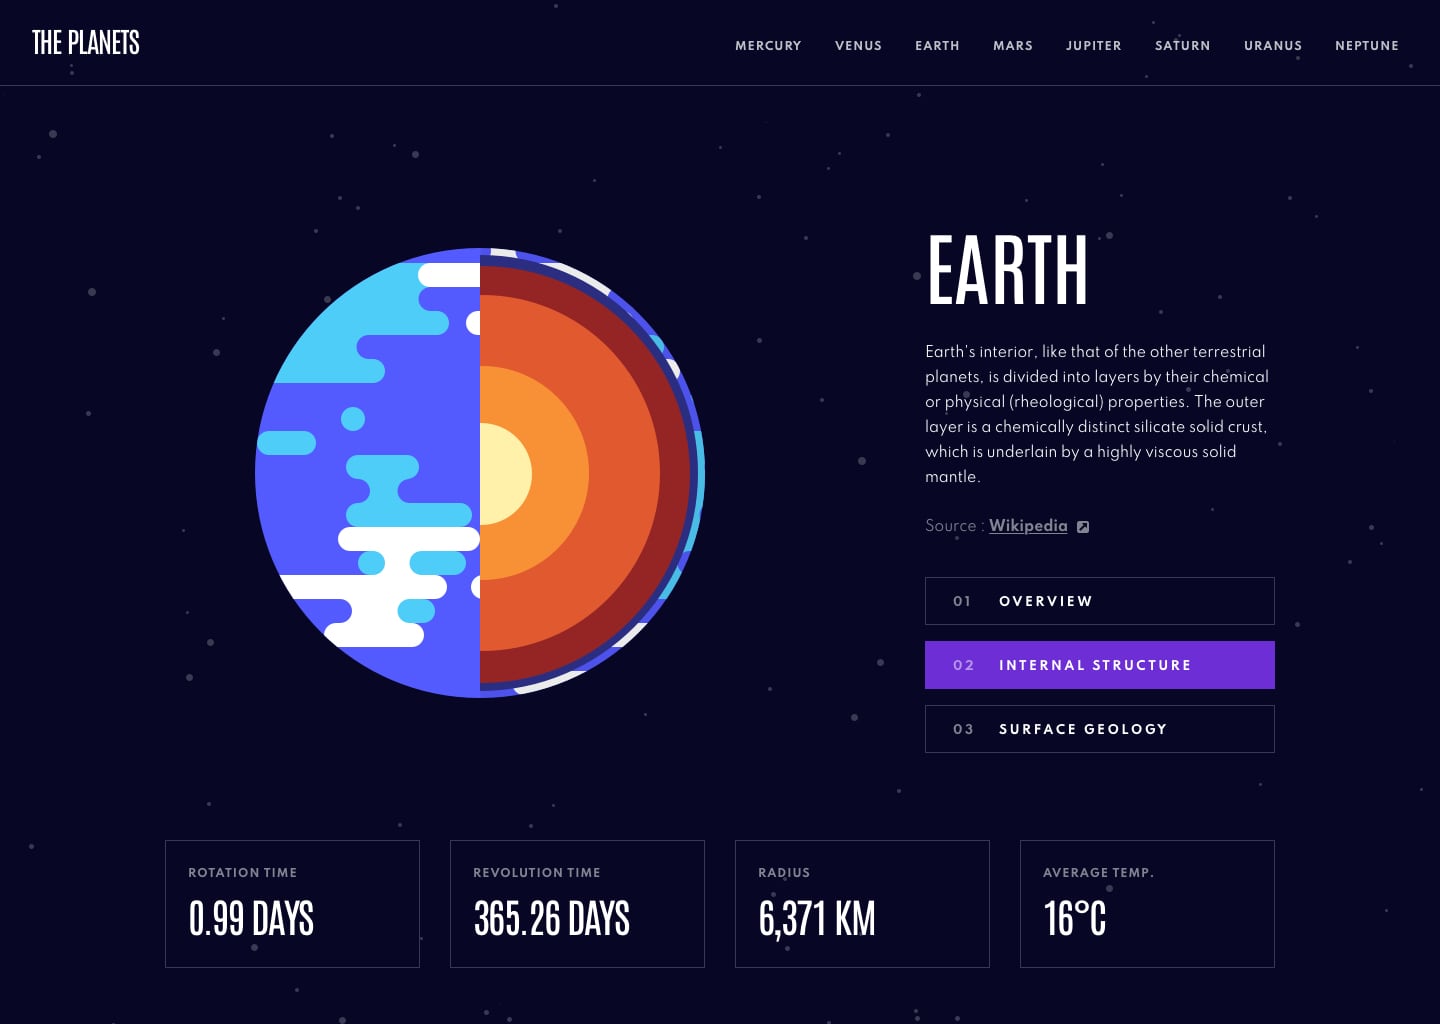 THE PLANETS
MERCURY VENUS EARTH MARS JUPITER SATURN URANUS NEPTUNE
EARTH
Earth's interior, like that of the other terrestrial
planets, is divided into layers by their chemical
or physical (rheological) properties. The outer
layer is a chemically distinct silicate solid crust,
which is underlain by a highly viscous solid
mantle.
Source : Wikipedia
01 OVERVIEW
02 INTERNAL STRUCTURE
03 SURFACE GEOLOGY
ROTATION TIME
0.99 DAYS
REVOLUTION TIME
365.26 DAYS
RADIUS
6,371 KM
AVERAGE TEMP.
16°C